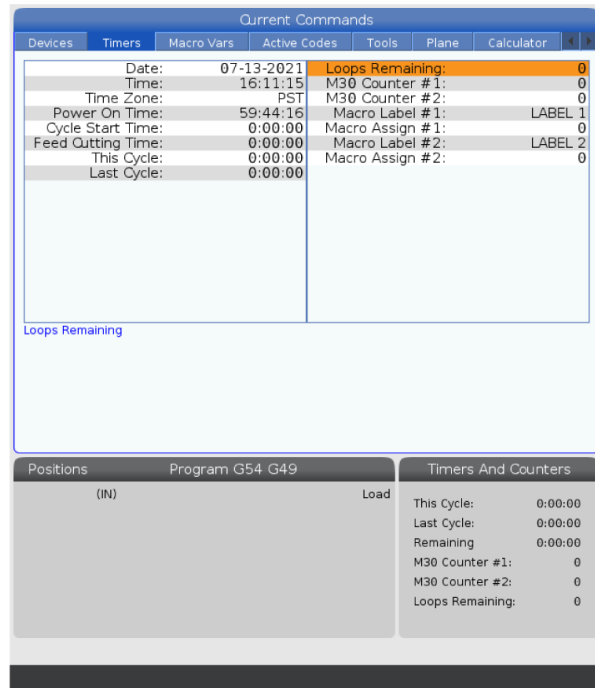 Current Commands
Devices Timers Macro Vars Active Codes Tools Plane Calculator
Date: 07-13-2021
Time: 16:11:15
Time Zone: PST
Power On Time: 59:44:16
Cycle Start Time: 0:00:00
Feed Cutting Time: 0:00:00
This Cycle: 0:00:00
Last Cycle: 0:00:00
Loops Remaining: 0
M30 Counter #1: 0
M30 Counter #2: 0
Macro Label #1: LABEL 1
Macro Assign #1: 0
Macro Label #2: LABEL 2
Macro Assign #2: 0
Loops Remaining
Positions Program G54 G49
(IN) Load
Timers And Counters
This Cycle: 0:00:00
Last Cycle: 0:00:00
Remaining 0:00:00
M30 Counter #1: 0
M30 Counter #2: 0
Loops Remaining: 0